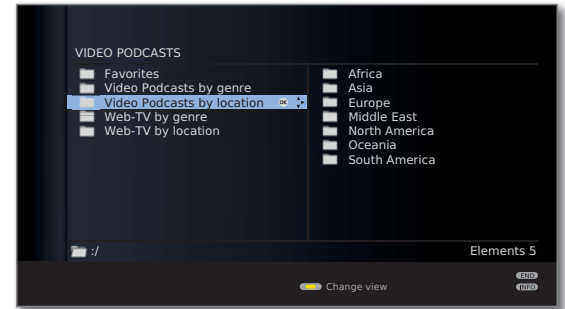 VIDEO PODCASTS
Favorites
Video Podcasts by genre
Video Podcasts by location OK
Web-TV by genre
Web-TV by location
Africa
Asia
Europe
Middle East
North America
Oceania
South America
:/
Elements 5
Change view
END
INFO